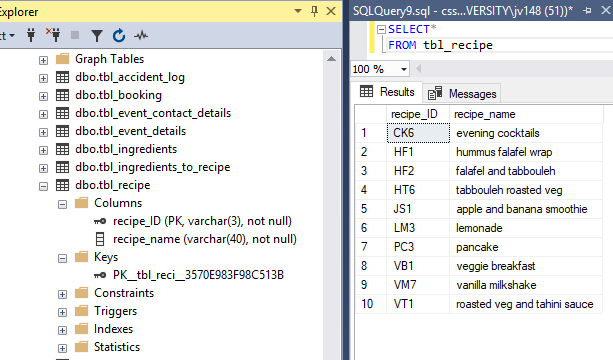 Explorer
ct
Graph Tables
dbo.tbl_accident_log
dbo.tbl_booking
dbo.tbl_event_contact_details
dbo.tbl_event_details
dbo.tbl_ingredients
dbo.tbl_ingredients_to_recipe
dbo.tbl_recipe
Columns
recipe_ID (PK, varchar(3), not null)
recipe_name (varchar(40), not null)
Keys
PK__tbl_reci__3570E983F98C513B
Constraints
Triggers
Indexes
Statistics
SQLQuery9.sql - css...VERSITY\jv148 (51))*
SELECT*
FROM tbl_recipe
100 %
Results Messages
recipe_ID recipe_name
1 CK6 evening cocktails
2 HF1 hummus falafel wrap
3 HF2 falafel and tabbouleh
4 HT6 tabbouleh roasted veg
5 JS1 apple and banana smoothie
6 LM3 lemonade
7 PC3 pancake
8 VB1 veggie breakfast
9 VM7 vanilla milkshake
10 VT1 roasted veg and tahini sauce